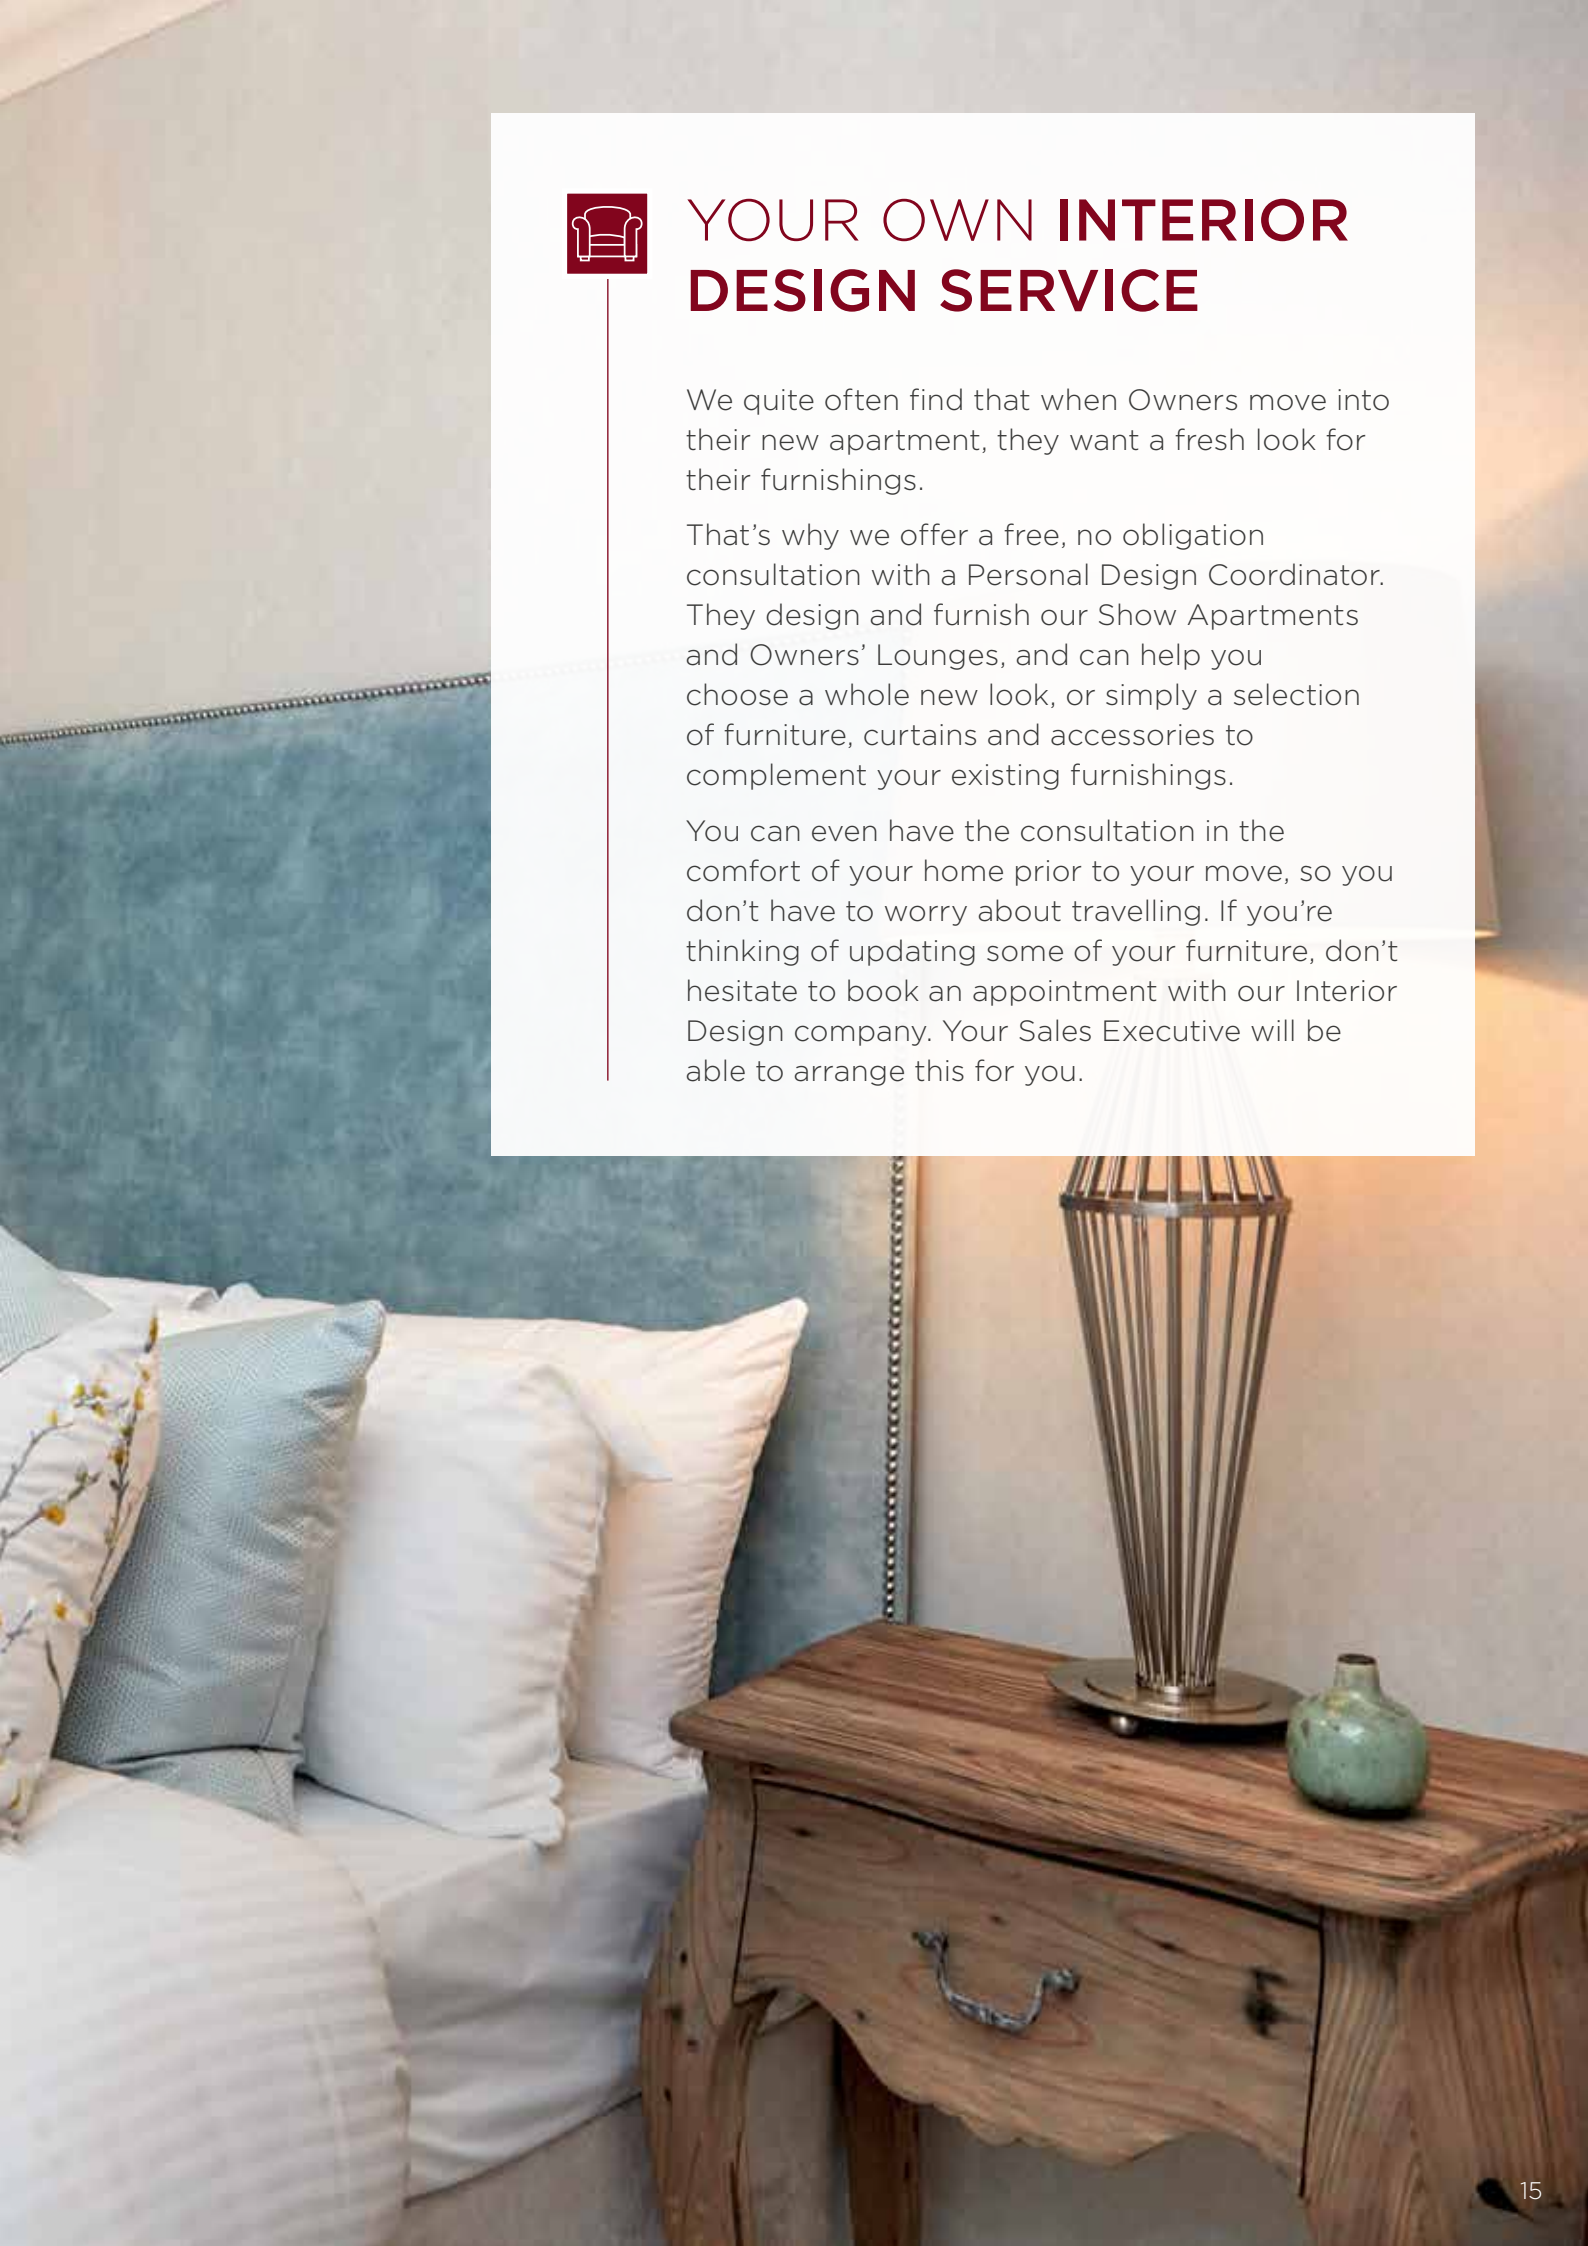 YOUR OWN INTERIOR
DESIGN SERVICE
We quite often find that when Owners move into
their new apartment, they want a fresh look for
their furnishings.
That’s why we offer a free, no obligation
consultation with a Personal Design Coordinator.
They design and furnish our Show Apartments
and Owners’ Lounges, and can help you
choose a whole new look, or simply a selection
of furniture, curtains and accessories to
complement your existing furnishings.
You can even have the consultation in the
comfort of your home prior to your move, so you
don’t have to worry about travelling. If you’re
thinking of updating some of your furniture, don’t
hesitate to book an appointment with our Interior
Design company. Your Sales Executive will be
able to arrange this for you.
15